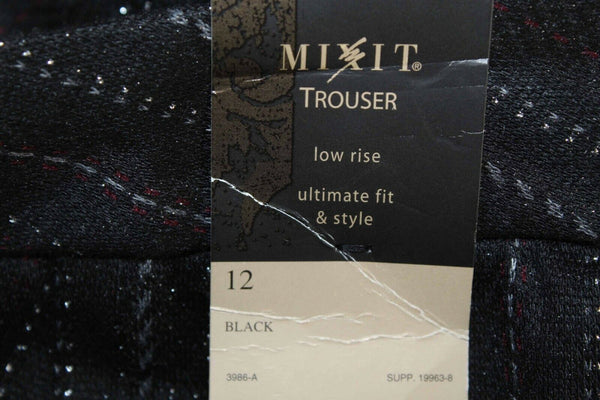 MIXIT®
TROUSER
low rise
ultimate fit
& style
12
BLACK
3986-A SUPP. 19963-8